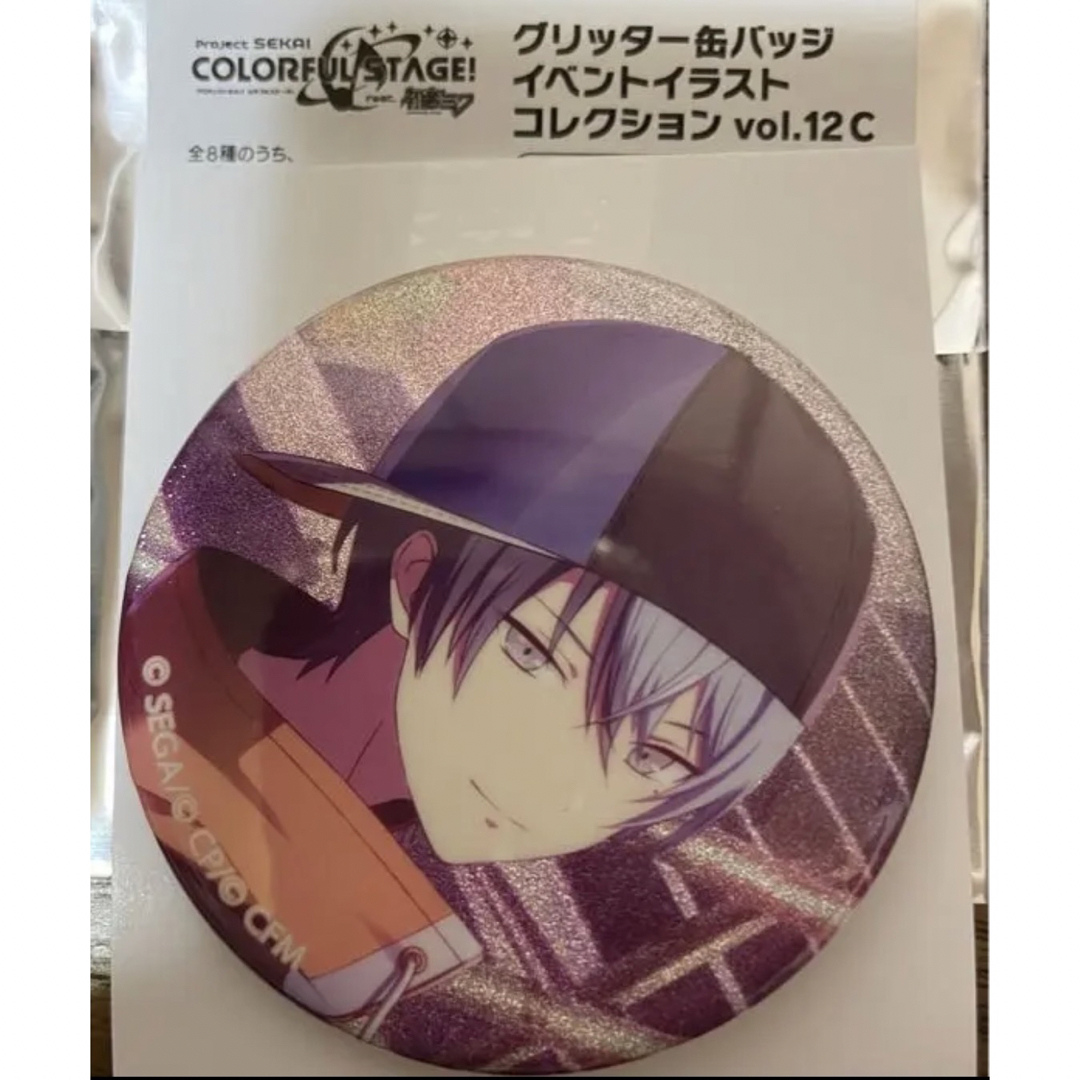 Project SEKAI
COLORFUL STAGE!
feat. 初音ミク
グリッター缶バッジ
イベントイラスト
コレクション vol.12 C
全8種のうち、
© SEGA/© CP/© CFM